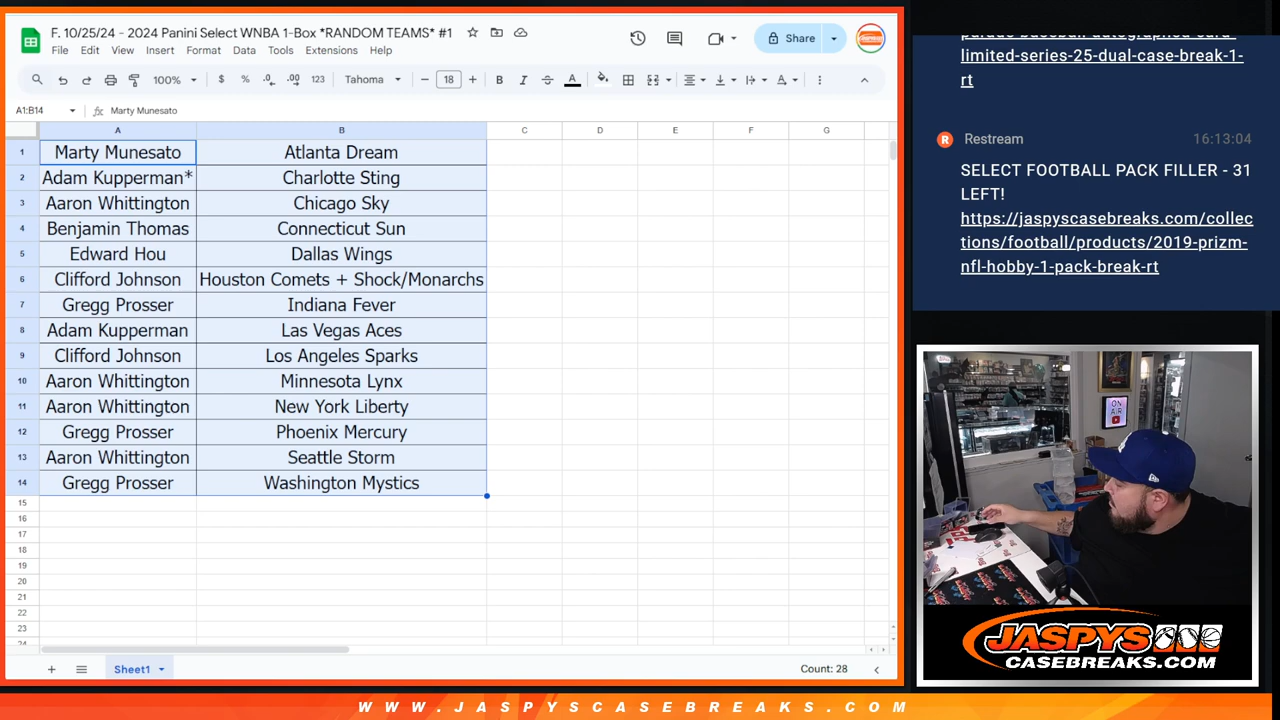 F. 10/25/24 - 2024 Panini Select WNBA 1-Box *RANDOM TEAMS* #1
File Edit View Insert Format Data Tools Extensions Help
Share
100% $ % .0 .00 123 Tahoma 18 B I A
A1:B14 fx Marty Munesato
A B C D E F G
1 Marty Munesato Atlanta Dream
2 Adam Kupperman* Charlotte Sting
3 Aaron Whittington Chicago Sky
4 Benjamin Thomas Connecticut Sun
5 Edward Hou Dallas Wings
6 Clifford Johnson Houston Comets + Shock/Monarchs
7 Gregg Prosser Indiana Fever
8 Adam Kupperman Las Vegas Aces
9 Clifford Johnson Los Angeles Sparks
10 Aaron Whittington Minnesota Lynx
11 Aaron Whittington New York Liberty
12 Gregg Prosser Phoenix Mercury
13 Aaron Whittington Seattle Storm
14 Gregg Prosser Washington Mystics
15
16
17
18
19
20
21
22
23
24
Sheet1
Count: 28
limited-series-25-dual-case-break-1-
rt
R Restream 16:13:04
SELECT FOOTBALL PACK FILLER - 31
LEFT!
https://jaspyscasebreaks.com/collec
tions/football/products/2019-prizm-
nfl-hobby-1-pack-break-rt
ON
AIR
JASPYS
CASEBREAKS.COM
WWW.JASPYSCASEBREAKS.COM